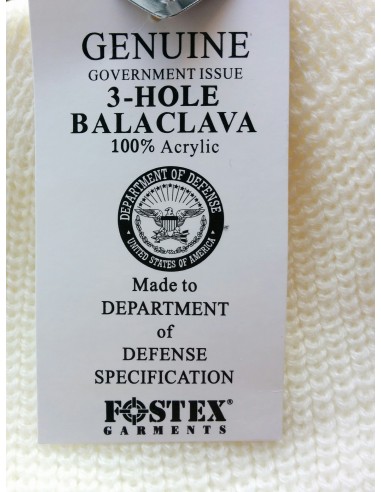 GENUINE
GOVERNMENT ISSUE
3-HOLE
BALACLAVA
100% Acrylic
DEPARTMENT OF DEFENSE
UNITED STATES OF AMERICA
Made to
DEPARTMENT
of
DEFENSE
SPECIFICATION
FOSTEX®
GARMENTS